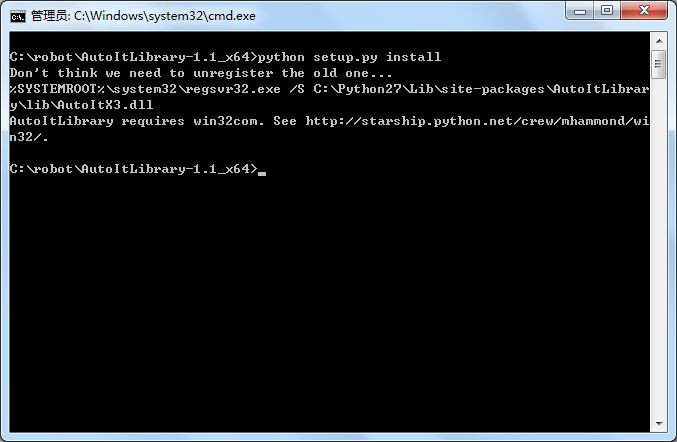 管理员: C:\Windows\system32\cmd.exe
C:\robot\AutoItLibrary-1.1_x64>python setup.py install
Don't think we need to unregister the old one...
%SYSTEMROOT%\system32\regsvr32.exe /S C:\Python27\Lib\site-packages\AutoItLibrar
y\lib\AutoItX3.dll
AutoItLibrary requires win32com. See http://starship.python.net/crew/mhammond/wi
n32/.
C:\robot\AutoItLibrary-1.1_x64>